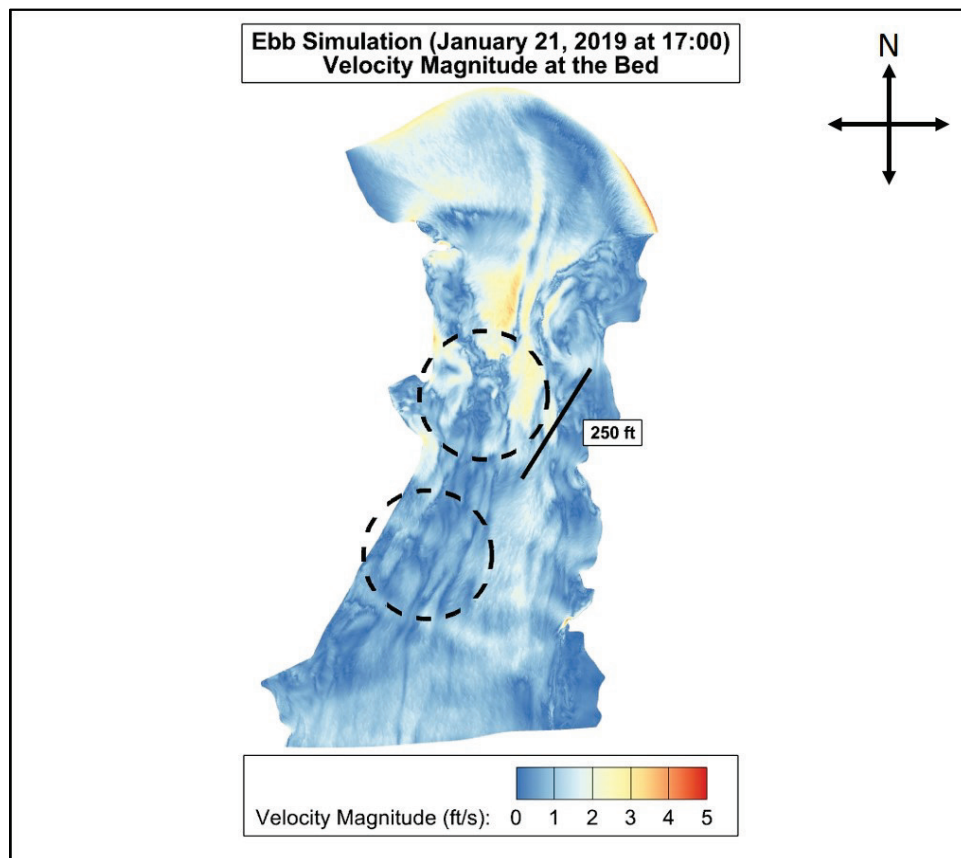 Ebb Simulation (January 21, 2019 at 17:00)
Velocity Magnitude at the Bed
N
250 ft
Velocity Magnitude (ft/s): 0 1 2 3 4 5